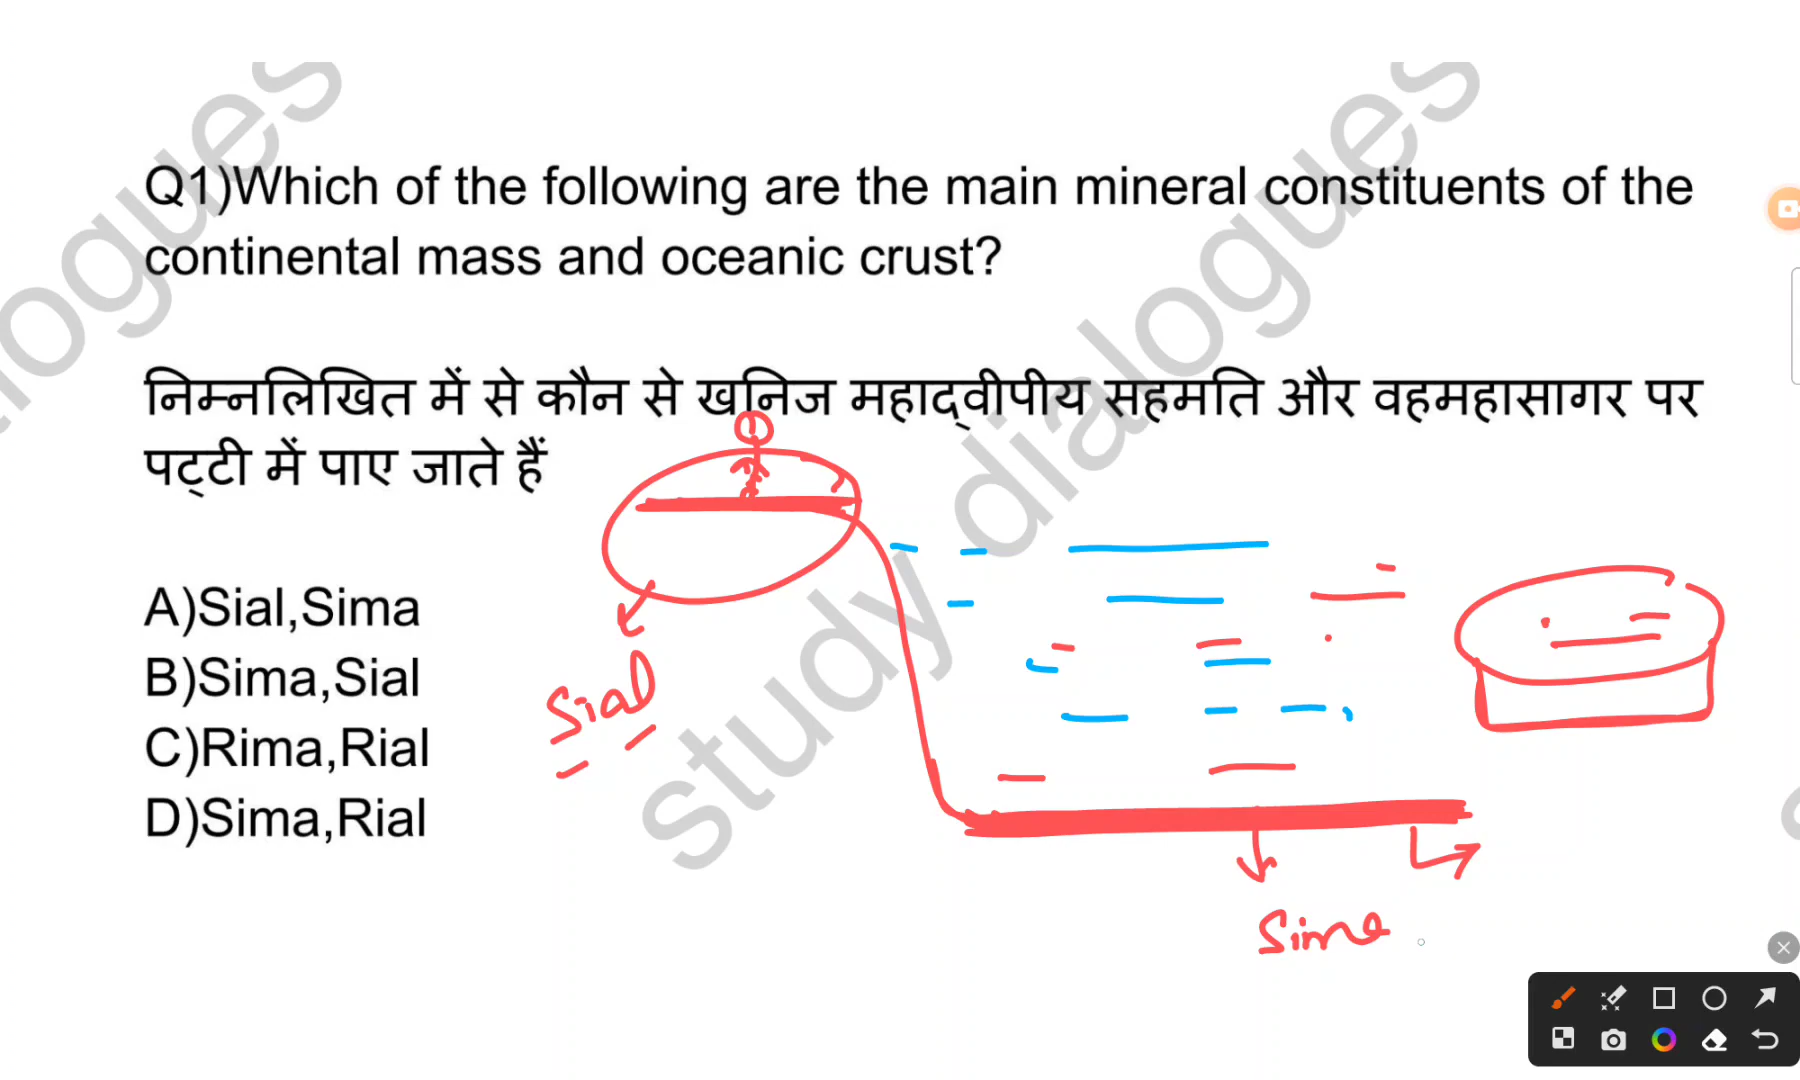 Q1)Which of the following are the main mineral constituents of the
continental mass and oceanic crust?
निम्नलिखित में से कौन से खनिज महाद्वीपीय सहमति और वहमहासागर पर
पट्टी में पाए जाते हैं
A)Sial,Sima
B)Sima,Sial
C)Rima,Rial
D)Sima,Rial
Sial
Sima
study dialogues